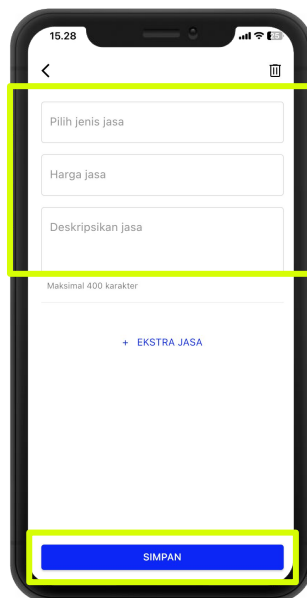 15.28
Pilih jenis jasa
Harga jasa
Deskripsikan jasa
Maksimal 400 karakter
+ EKSTRA JASA
SIMPAN